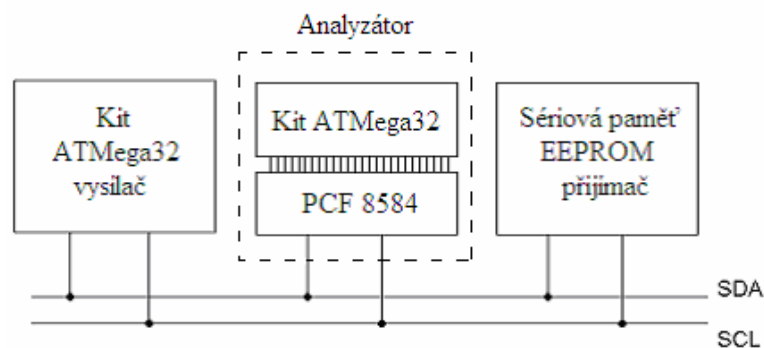 Analyzátor
Kit
ATMega32
vysílač
Kit ATMega32
PCF 8584
Sériová paměť
EEPROM
přijímač
SDA
SCL